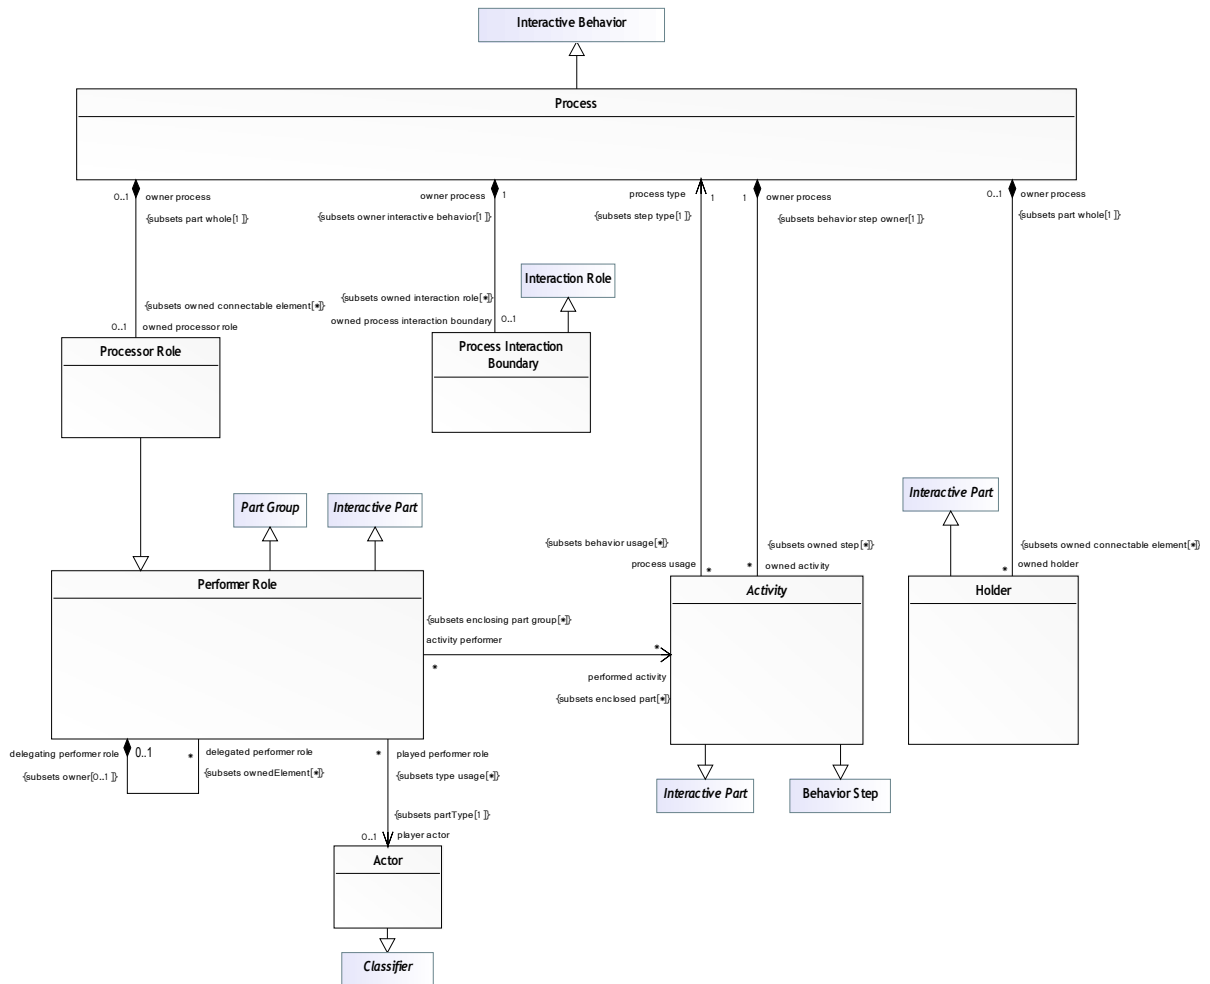 Interactive Behavior
Process
0..1
owner process
{subsets part whole[1 ]}
owner process
1
{subsets owner interactive behavior[1 ]}
process type
1
{subsets step type[1 ]}
1
owner process
{subsets behavior step owner[1 ]}
0..1
owner process
{subsets part whole[1 ]}
Interaction Role
{subsets owned connectable element[*]}
0..1
owned processor role
{subsets owned interaction role[*]}
owned process interaction boundary
0..1
Processor Role
Process Interaction
Boundary
Part Group
Interactive Part
Interactive Part
{subsets behavior usage[*]}
process usage
*
{subsets owned step[*]}
*
owned activity
{subsets owned connectable element[*]}
*
owned holder
Performer Role
Activity
Holder
{subsets enclosing part group[*]}
activity performer
*
*
performed activity
{subsets enclosed part[*]}
delegating performer role
0..1
{subsets owner[0..1 ]}
*
delegated performer role
{subsets ownedElement[*]}
*
played performer role
{subsets type usage[*]}
Interactive Part
Behavior Step
{subsets partType[1 ]}
0..1
player actor
Actor
Classifier